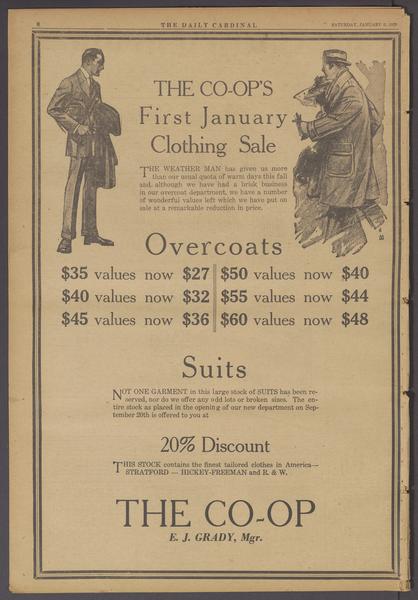 8
THE DAILY CARDINAL
SATURDAY, JANUARY
THE CO-OP'S
First January
Clothing Sale
THE WEATHER MAN has given us more
than our usual quota of warm days this fall
and, although we have had a brisk business
in our overcoat department, we have a number
of wonderful values left which we have put on
sale at a remarkable reduction in price.
Overcoats
$35 values now $27
$40 values now $32
$45 values now $36
$50 values now $40
$55 values now $44
$60 values now $48
Suits
NOT ONE GARMENT in this large stock of SUITS has been re-
served, nor do we offer any odd lots or broken sizes. The en-
tire stock as placed in the opening of our new department on Sep-
tember 20th is offered to you at
20% Discount
THIS STOCK contains the finest tailored clothes in America—
STRATFORD — HICKEY-FREEMAN and R. & W.
THE CO-OP
E. J. GRADY, Mgr.